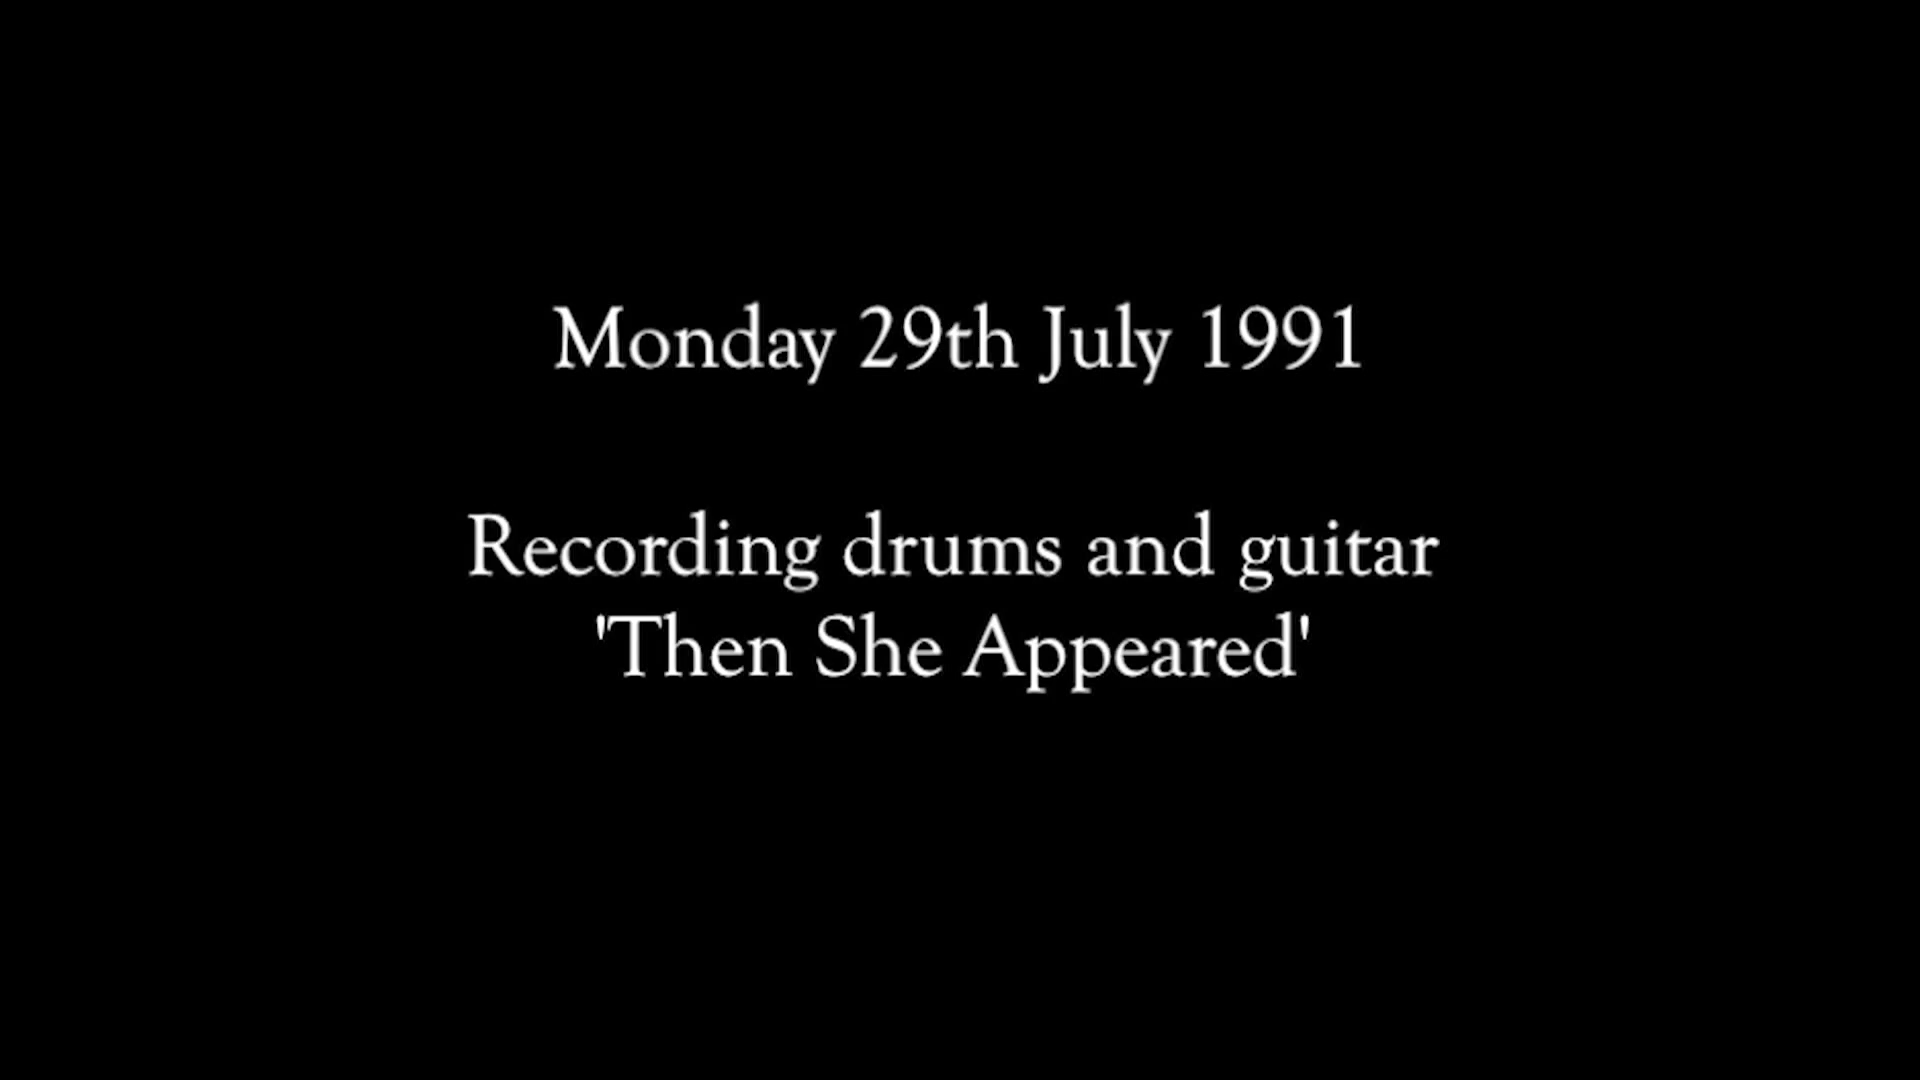 Monday 29th July 1991
Recording drums and guitar
'Then She Appeared'